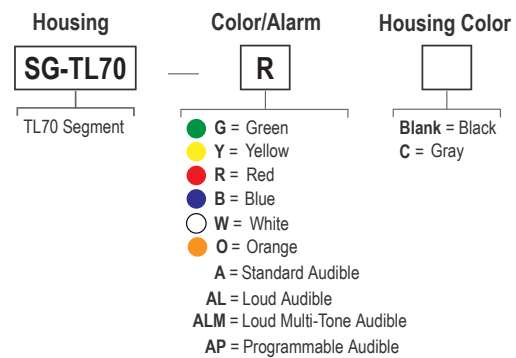 Housing
Color/Alarm
Housing Color
SG-TL70
—
R
TL70 Segment
G = Green
Y = Yellow
R = Red
B = Blue
W = White
O = Orange
A = Standard Audible
AL = Loud Audible
ALM = Loud Multi-Tone Audible
AP = Programmable Audible
Blank = Black
C = Gray